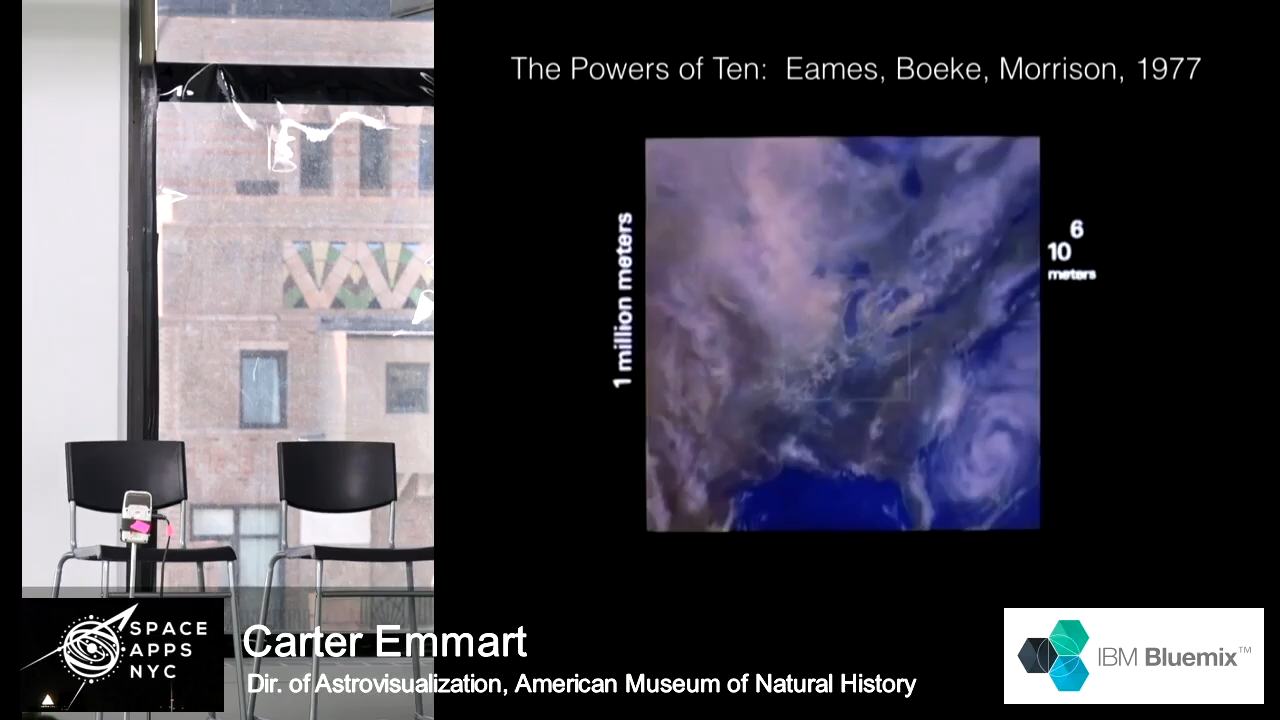 The Powers of Ten: Eames, Boeke, Morrison, 1977
1 million meters
10 6
meters
SPACE
APPS
NYC
Carter Emmart
Dir. of Astrovisualization, American Museum of Natural History
IBM Bluemix™